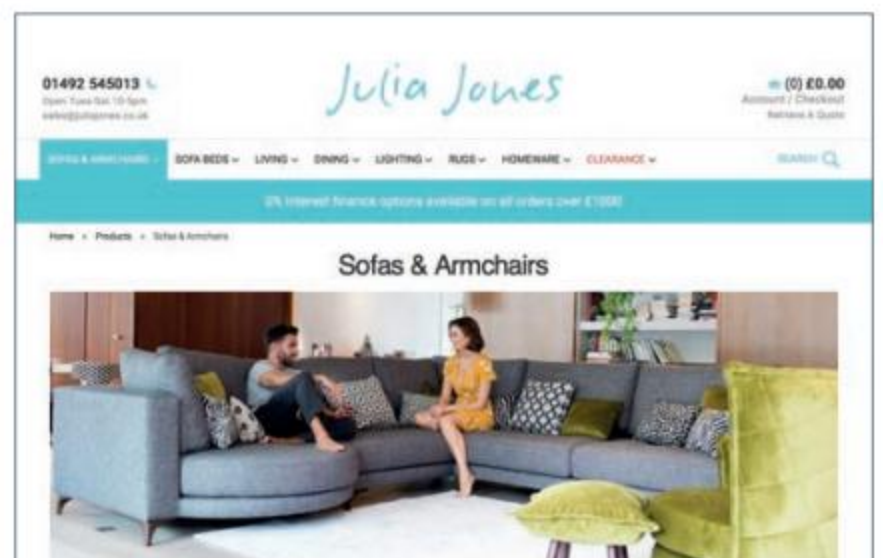 01492 545013
Open Tues-Sat 10-5pm
sales@juliajones.co.uk
Julia Jones
(0) £0.00
Account / Checkout
Retrieve A Quote
SOFAS & ARMCHAIRS SOFA BEDS LIVING DINING LIGHTING RUGS HOMEWARE CLEARANCE SEARCH
0% interest finance options available on all orders over £1000
Home » Products » Sofas & Armchairs
Sofas & Armchairs